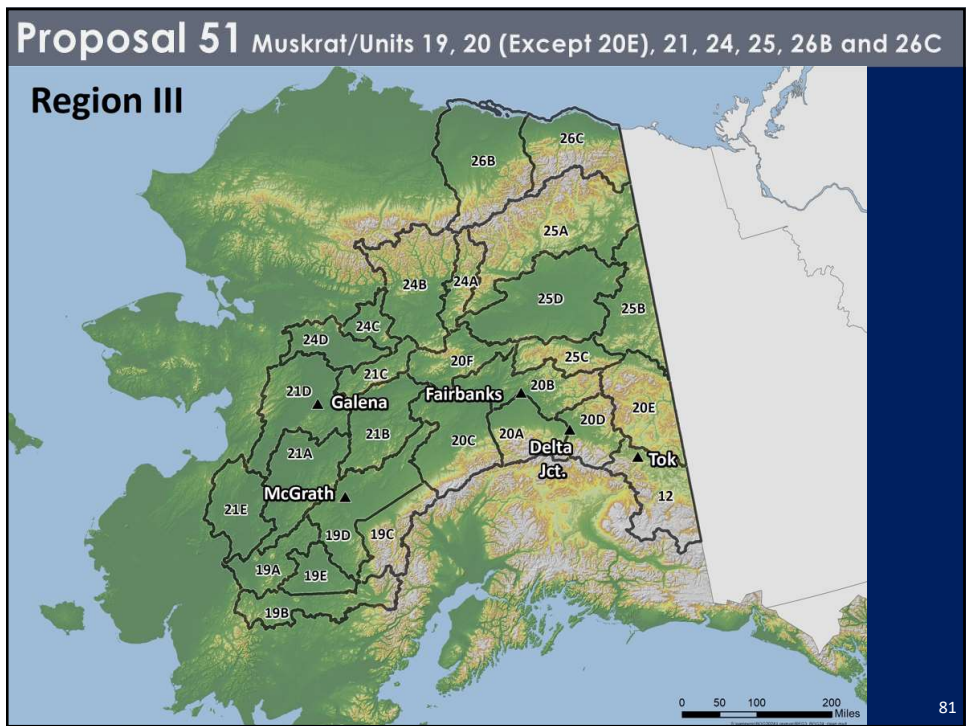 Proposal 51 Muskrat/Units 19, 20 (Except 20E), 21, 24, 25, 26B and 26C
Region III
26C
26B
25A
24B
24A
25D
25B
24C
24D
25C
20F
21C
20B
21D
Fairbanks
Galena
20E
20D
21B
20A
20C
Delta
Jct.
21A
Tok
McGrath
12
21E
19D
19C
19A
19E
19B
0 50 100 200
Miles
81